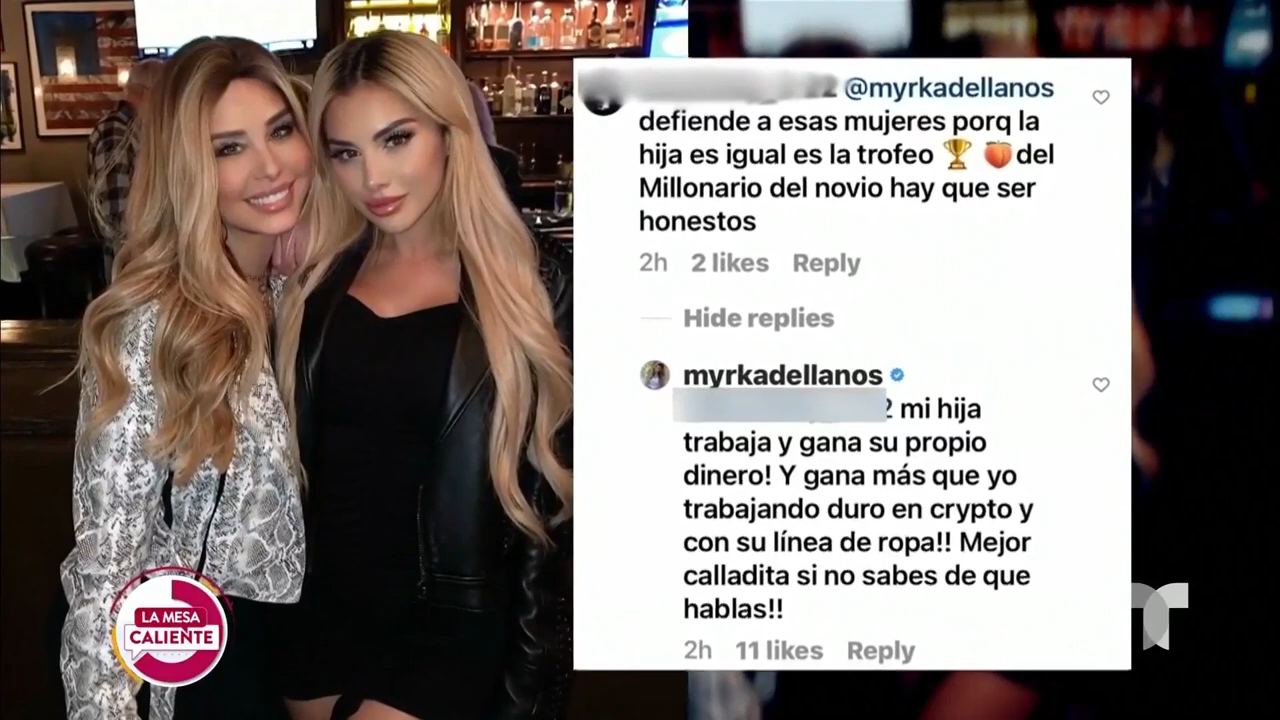 @myrkadellanos
defiende a esas mujeres porq la
hija es igual es la trofeo 🏆 🍑 del
Millonario del novio hay que ser
honestos
2h 2 likes Reply
Hide replies
myrkadellanos
2 mi hija
trabaja y gana su propio
dinero! Y gana más que yo
trabajando duro en crypto y
con su línea de ropa!! Mejor
calladita si no sabes de que
hablas!!
2h 11 likes Reply
LA MESA
CALIENTE